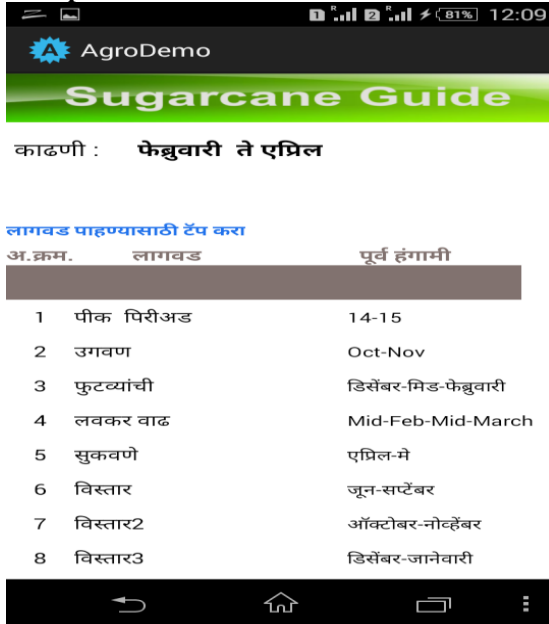 1 R 2 R 81% 12:09
AgroDemo
Sugarcane Guide
काढणी : फेब्रुवारी ते एप्रिल
लागवड पाहण्यासाठी टॅप करा
अ.क्रम. लागवड पूर्व हंगामी
1 पीक पिरीअड 14-15
2 उगवण Oct-Nov
3 फुटव्यांची डिसेंबर-मिड-फेब्रुवारी
4 लवकर वाढ Mid-Feb-Mid-March
5 सुकवणे एप्रिल-मे
6 विस्तार जून-सप्टेंबर
7 विस्तार2 ऑक्टोबर-नोव्हेंबर
8 विस्तार3 डिसेंबर-जानेवारी